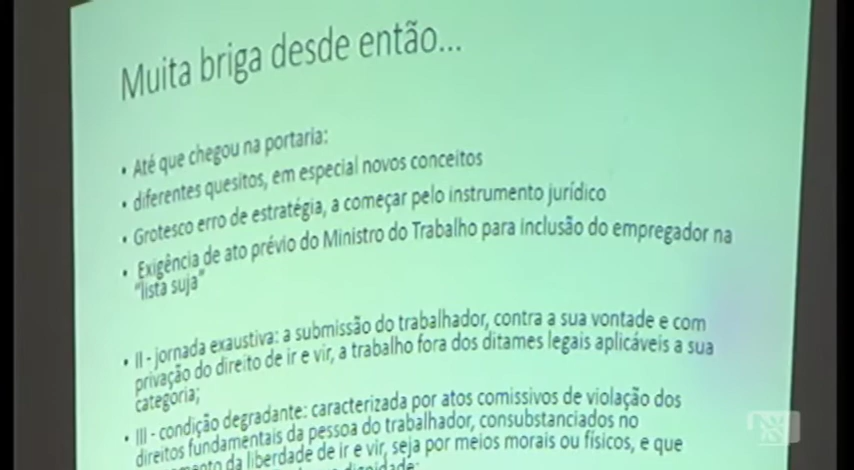 Muita briga desde então...
• Até que chegou na portaria:
• diferentes quesitos, em especial novos conceitos
• Grotesco erro de estratégia, a começar pelo instrumento jurídico
• Exigência de ato prévio do Ministro do Trabalho para inclusão do empregador na
"lista suja"
• II - jornada exaustiva: a submissão do trabalhador, contra a sua vontade e com
privação do direito de ir e vir, a trabalho fora dos ditames legais aplicáveis a sua
categoria;
• III - condição degradante: caracterizada por atos comissivos de violação dos
direitos fundamentais da pessoa do trabalhador, consubstanciados no
da liberdade de ir e vir, seja por meios morais ou físicos, e que